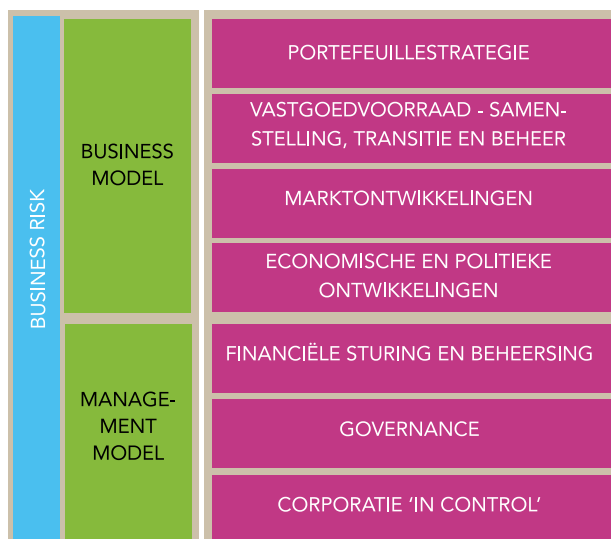 BUSINESS RISK
BUSINESS
MODEL
PORTEFEUILLESTRATEGIE
VASTGOEDVOORRAAD - SAMEN-
STELLING, TRANSITIE EN BEHEER
MARKTONTWIKKELINGEN
ECONOMISCHE EN POLITIEKE
ONTWIKKELINGEN
MANAGE-
MENT
MODEL
FINANCIËLE STURING EN BEHEERSING
GOVERNANCE
CORPORATIE ‘IN CONTROL’